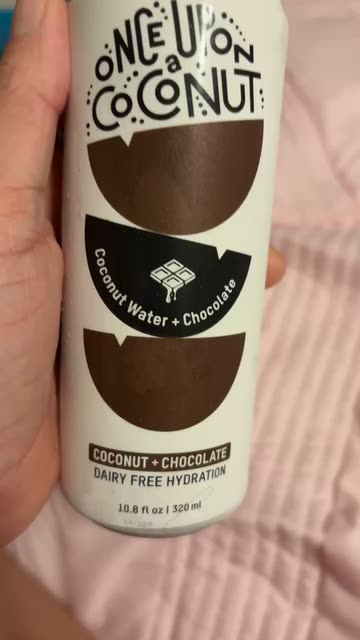 ONCE UPON
a
COCONUT
Coconut Water + Chocolate
COCONUT + CHOCOLATE
DAIRY FREE HYDRATION
10.8 fl oz | 320 ml